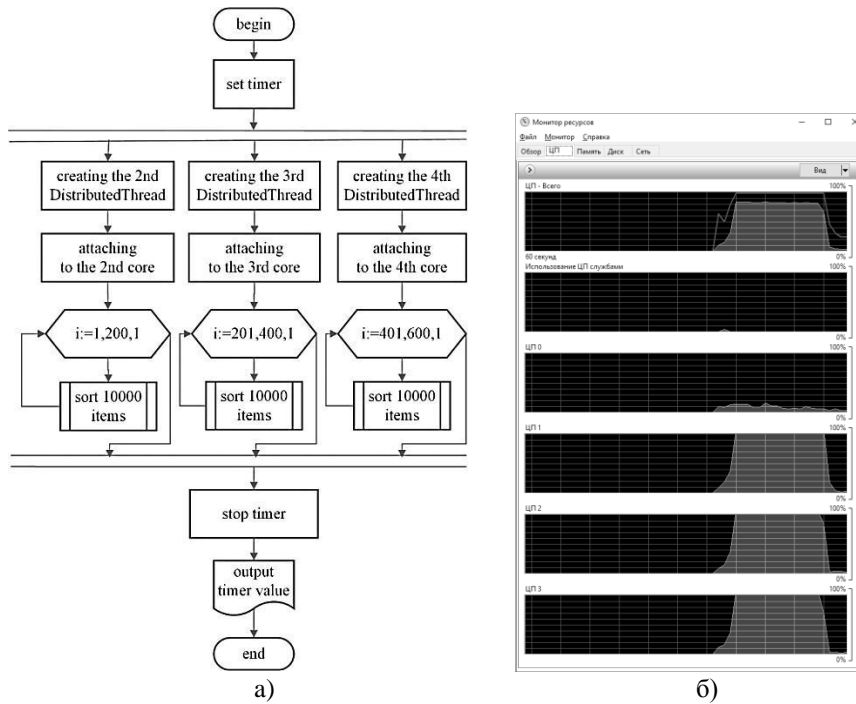 begin
set timer
creating the 2nd
DistributedThread
creating the 3rd
DistributedThread
creating the 4th
DistributedThread
attaching
to the 2nd core
attaching
to the 3rd core
attaching
to the 4th core
i:=1,200,1
i:=201,400,1
i:=401,600,1
sort 10000
items
sort 10000
items
sort 10000
items
stop timer
output
timer value
end
а)
Монитор ресурсов
Файл Монитор Справка
Обзор ЦП Память Диск Сеть
Вид
ЦП - Всего 100%
60 секунд 0%
Использование ЦП службами 100%
0%
ЦП 0 100%
0%
ЦП 1 100%
0%
ЦП 2 100%
0%
ЦП 3 100%
0%
б)